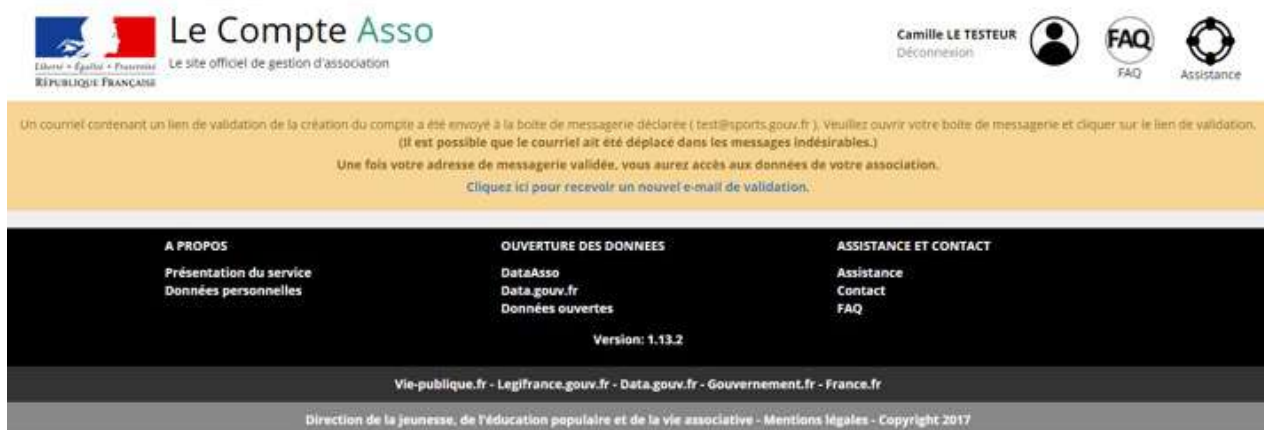 Le Compte Asso
Le site officiel de gestion d'association
Liberté • Égalité • Fraternité
RÉPUBLIQUE FRANÇAISE
Camille LE TESTEUR
Déconnexion
FAQ
FAQ
Assistance
Un courriel contenant un lien de validation de la création du compte a été envoyé à la boite de messagerie déclarée ( test@sports.gouv.fr ). Veuillez ouvrir votre boite de messagerie et cliquer sur le lien de validation.
(Il est possible que le courriel ait été déplacé dans les messages indésirables.)
Une fois votre adresse de messagerie validée, vous aurez accès aux données de votre association.
Cliquez ici pour recevoir un nouvel e-mail de validation.
A PROPOS
Présentation du service
Données personnelles
OUVERTURE DES DONNEES
DataAsso
Data.gouv.fr
Données ouvertes
ASSISTANCE ET CONTACT
Assistance
Contact
FAQ
Version: 1.13.2
Vie-publique.fr - Legifrance.gouv.fr - Data.gouv.fr - Gouvernement.fr - France.fr
Direction de la jeunesse, de l'éducation populaire et de la vie associative - Mentions légales - Copyright 2017